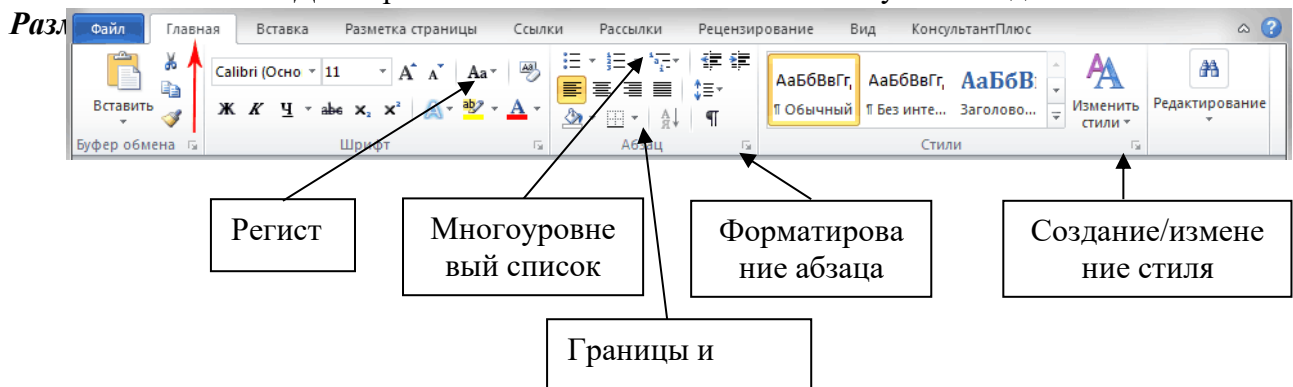 Разм
Файл Главная Вставка Разметка страницы Ссылки Рассылки Рецензирование Вид КонсультантПлюс
Calibri (Осно 11 Aa
Вставить
Ж К Ч abc x₂ x² A ab A
АаБбВвГг, АаБбВвГг, АаБбВ
¶ Обычный ¶ Без инте... Заголово...
Изменить стили
Редактирование
Буфер обмена Шрифт Абзац Стили
Регист
Многоуровне
вый список
Форматирова
ние абзаца
Создание/измене
ние стиля
Границы и